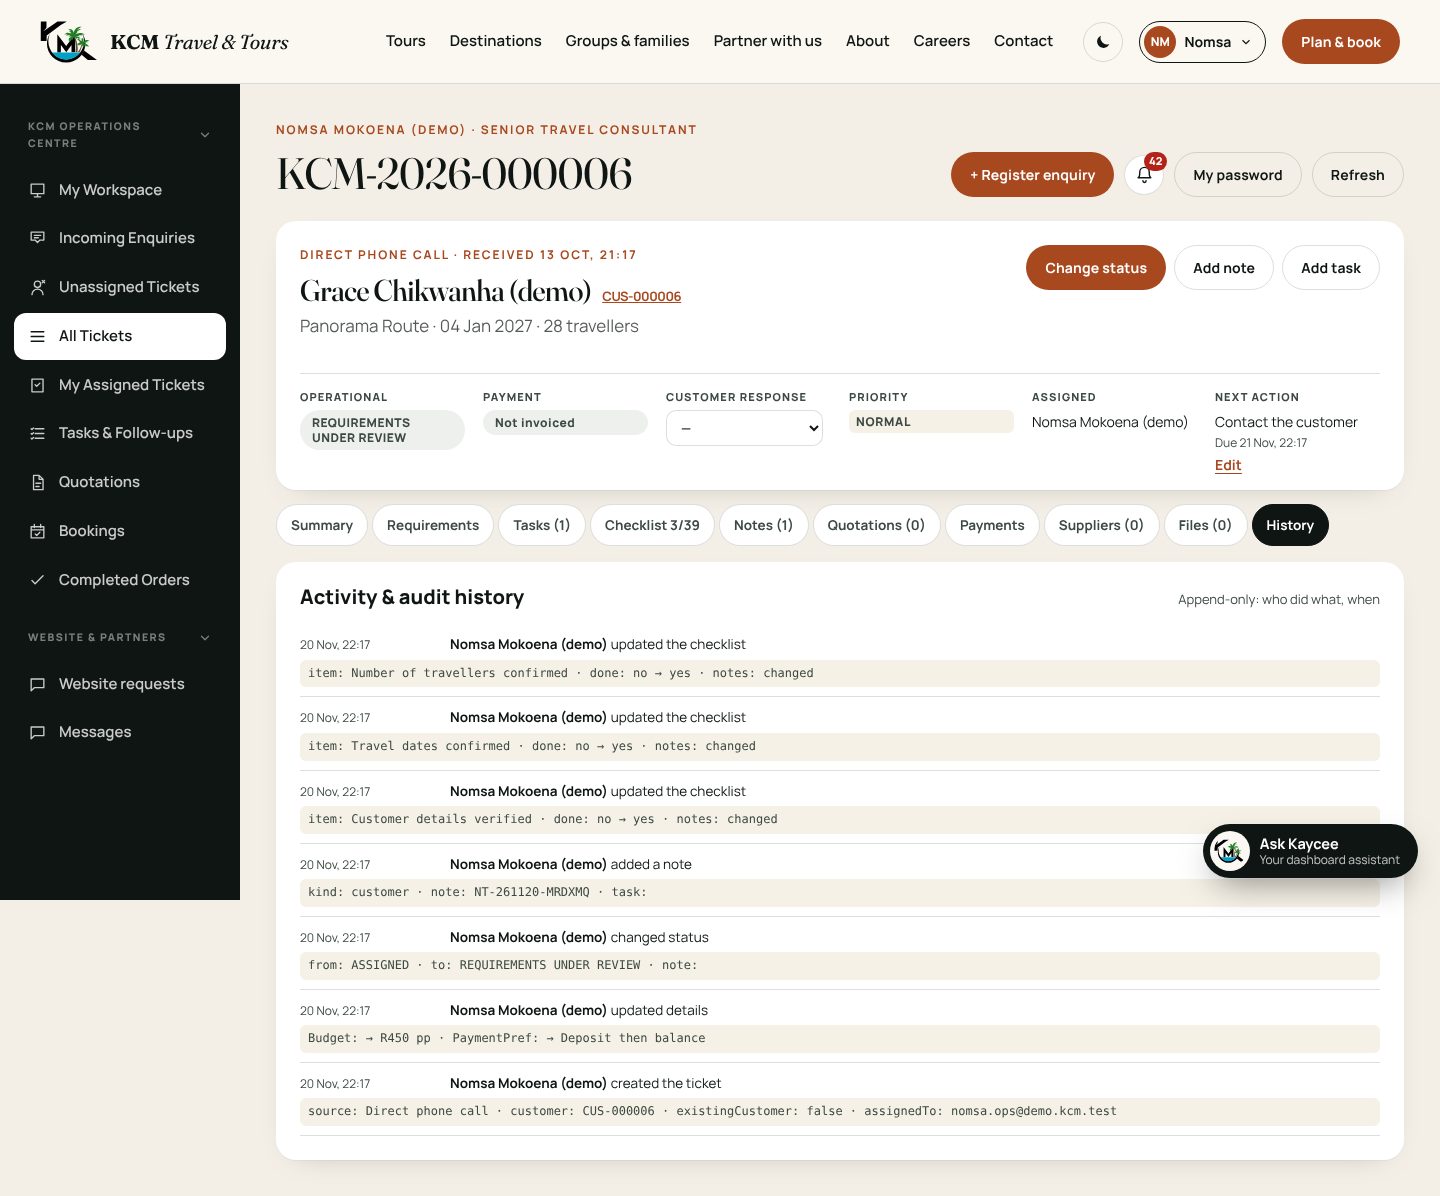 KCM Travel & Tours
Tours
Destinations
Groups & families
Partner with us
About
Careers
Contact
NM
Nomsa
Plan & book
KCM OPERATIONS
CENTRE
My Workspace
Incoming Enquiries
Unassigned Tickets
All Tickets
My Assigned Tickets
Tasks & Follow-ups
Quotations
Bookings
Completed Orders
WEBSITE & PARTNERS
Website requests
Messages
NOMSA MOKOENA (DEMO) · SENIOR TRAVEL CONSULTANT
KCM-2026-000006
+ Register enquiry
42
My password
Refresh
DIRECT PHONE CALL · RECEIVED 13 OCT, 21:17
Grace Chikwanha (demo) CUS-000006
Panorama Route · 04 Jan 2027 · 28 travellers
Change status
Add note
Add task
OPERATIONAL
REQUIREMENTS
UNDER REVIEW
PAYMENT
Not invoiced
CUSTOMER RESPONSE
—
PRIORITY
NORMAL
ASSIGNED
Nomsa Mokoena (demo)
NEXT ACTION
Contact the customer
Due 21 Nov, 22:17
Edit
Summary
Requirements
Tasks (1)
Checklist 3/39
Notes (1)
Quotations (0)
Payments
Suppliers (0)
Files (0)
History
Activity & audit history
Append-only: who did what, when
20 Nov, 22:17 Nomsa Mokoena (demo) updated the checklist
item: Number of travellers confirmed · done: no → yes · notes: changed
20 Nov, 22:17 Nomsa Mokoena (demo) updated the checklist
item: Travel dates confirmed · done: no → yes · notes: changed
20 Nov, 22:17 Nomsa Mokoena (demo) updated the checklist
item: Customer details verified · done: no → yes · notes: changed
20 Nov, 22:17 Nomsa Mokoena (demo) added a note
kind: customer · note: NT-261120-MRDXMQ · task:
20 Nov, 22:17 Nomsa Mokoena (demo) changed status
from: ASSIGNED · to: REQUIREMENTS UNDER REVIEW · note:
20 Nov, 22:17 Nomsa Mokoena (demo) updated details
Budget: → R450 pp · PaymentPref: → Deposit then balance
20 Nov, 22:17 Nomsa Mokoena (demo) created the ticket
source: Direct phone call · customer: CUS-000006 · existingCustomer: false · assignedTo: nomsa.ops@demo.kcm.test
Ask Kaycee
Your dashboard assistant